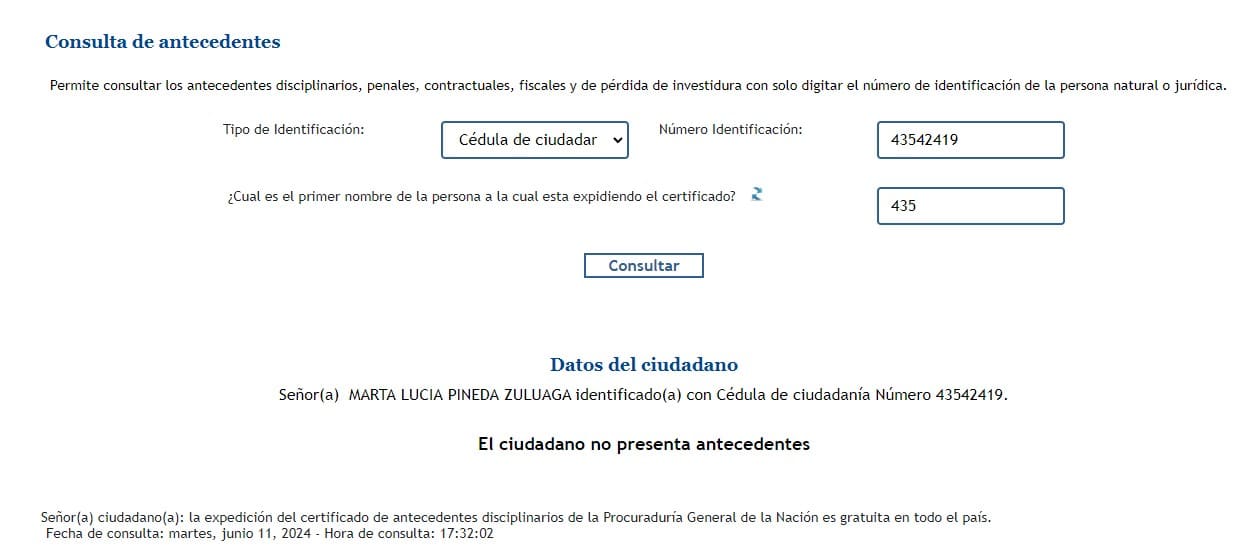 Consulta de antecedentes
Permite consultar los antecedentes disciplinarios, penales, contractuales, fiscales y de pérdida de investidura con solo digitar el número de identificación de la persona natural o jurídica.
Tipo de Identificación: Cédula de ciudadar Número Identificación: 43542419
¿Cual es el primer nombre de la persona a la cual esta expidiendo el certificado? 435
Consultar
Datos del ciudadano
Señor(a) MARTA LUCIA PINEDA ZULUAGA identificado(a) con Cédula de ciudadanía Número 43542419.
El ciudadano no presenta antecedentes
Señor(a) ciudadano(a): la expedición del certificado de antecedentes disciplinarios de la Procuraduría General de la Nación es gratuita en todo el país.
Fecha de consulta: martes, junio 11, 2024 - Hora de consulta: 17:32:02